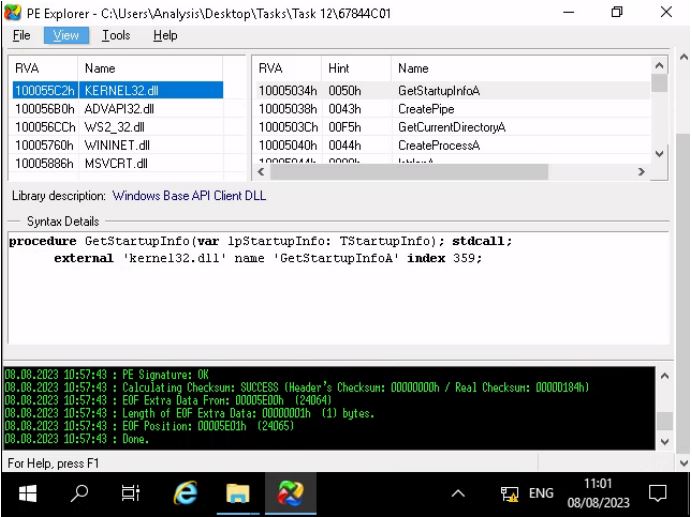 PE Explorer - C:\Users\Analysis\Desktop\Tasks\Task 12\67844C01
File View Tools Help
RVA Name
100055C2h KERNEL32.dll
100056B0h ADVAPI32.dll
100056CCh WS2_32.dll
10005760h WININET.dll
10005886h MSVCRT.dll
RVA Hint Name
10005034h 0050h GetStartupInfoA
10005038h 0043h CreatePipe
1000503Ch 00F5h GetCurrentDirectoryA
10005040h 0044h CreateProcessA
Library description: Windows Base API Client DLL
Syntax Details
procedure GetStartupInfo(var lpStartupInfo: TStartupInfo); stdcall;
external 'kernel32.dll' name 'GetStartupInfoA' index 359;
08.08.2023 10:57:43 : PE Signature: OK
08.08.2023 10:57:43 : Calculating Checksum: SUCCESS (Header's Checksum: 00000000h / Real Checksum: 00000184h)
08.08.2023 10:57:43 : EOF Extra Data From: 00005E00h (24064)
08.08.2023 10:57:43 : Length of EOF Extra Data: 00000001h (1) bytes.
08.08.2023 10:57:43 : EOF Position: 00005E01h (24065)
08.08.2023 10:57:43 : Done.
For Help, press F1
ENG
11:01
08/08/2023